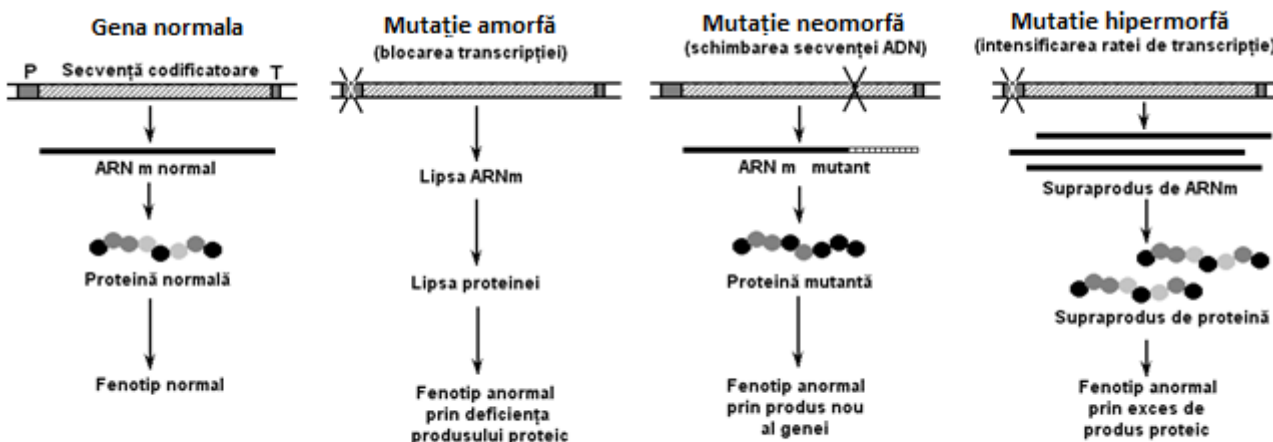 Gena normala
P
Secvență codificatoare
T
ARN m normal
Proteină normală
Fenotip normal
Mutație amorfă
(blocarea transcripției)
Lipsa ARNm
Lipsa proteinei
Fenotip anormal
prin deficiența
produsului proteic
Mutație neomorfă
(schimbarea secvenței ADN)
ARN m mutant
Proteină mutantă
Fenotip anormal
prin produs nou
al genei
Mutatie hipermorfă
(intensificarea ratei de transcripție)
Supraprodus de ARNm
Supraprodus de proteină
Fenotip anormal
prin exces de
produs proteic